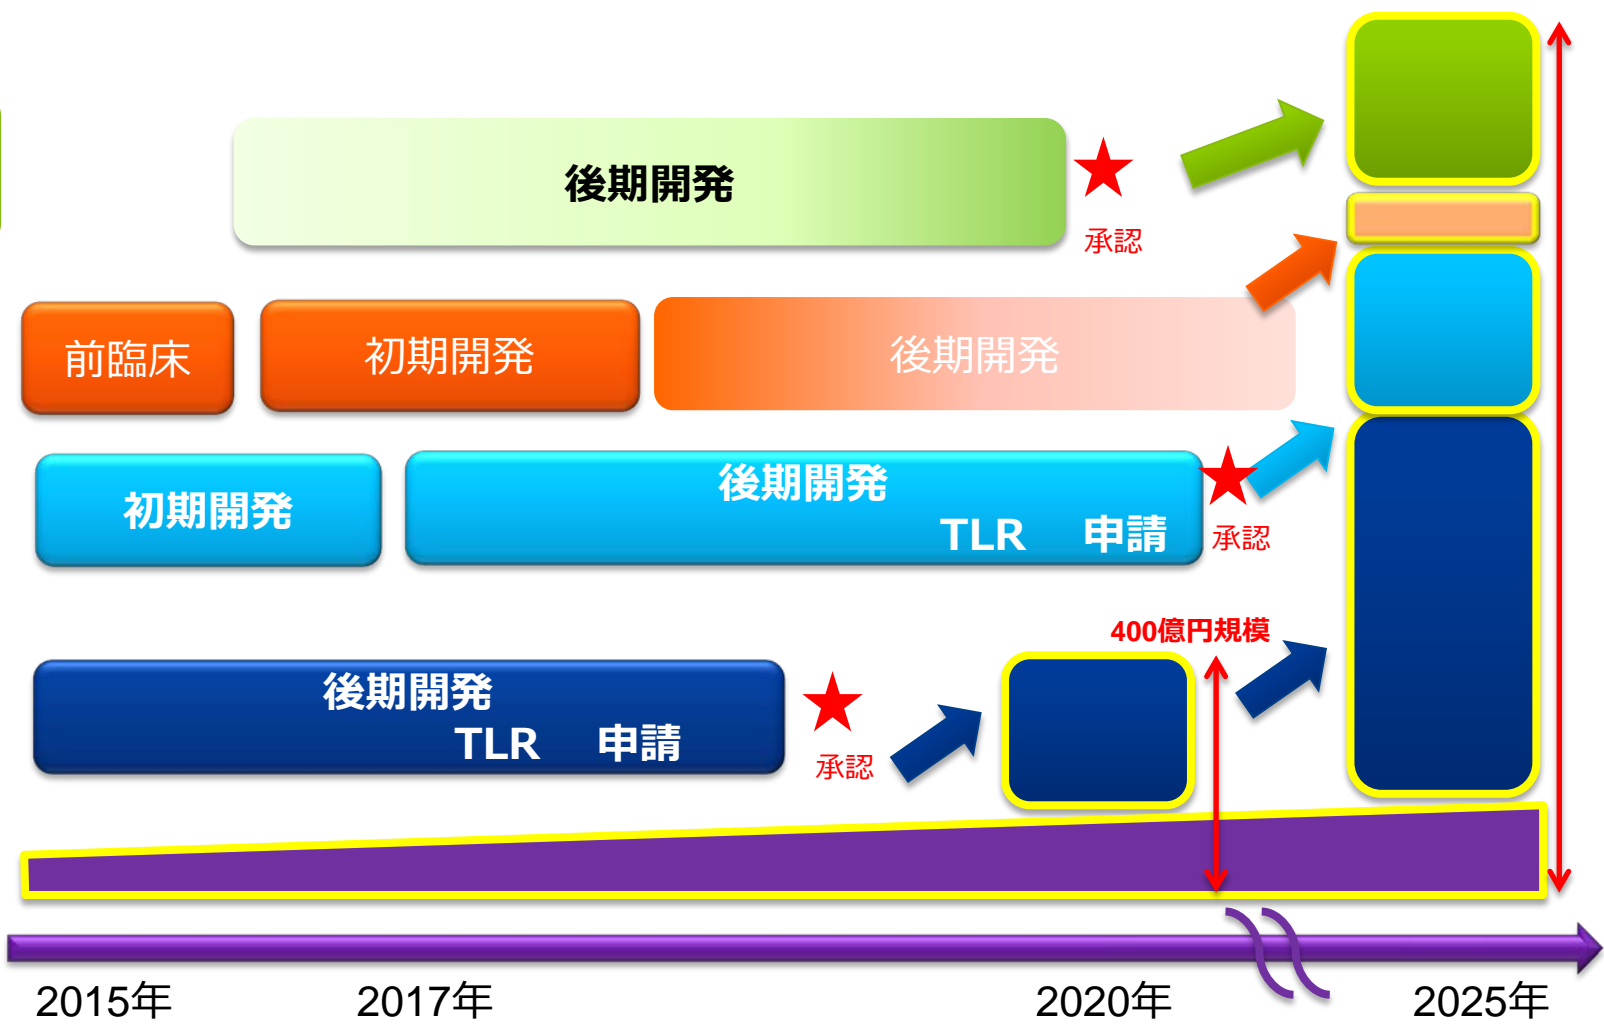 後期開発
承認
前臨床
初期開発
後期開発
初期開発
後期開発
TLR 申請
承認
400億円規模
後期開発
TLR 申請
承認
2015年
2017年
2020年
2025年